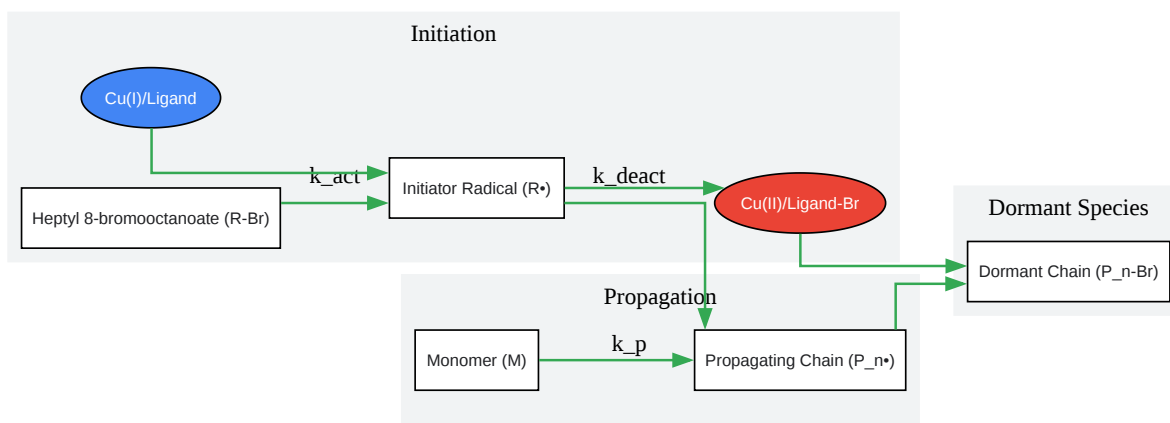 Initiation
Cu(I)/Ligand
k_act
Heptyl 8-bromooctanoate (R-Br)
Initiator Radical (R•)
k_deact
Cu(II)/Ligand-Br
Dormant Species
Dormant Chain (P_n-Br)
Propagation
Monomer (M)
k_p
Propagating Chain (P_n•)